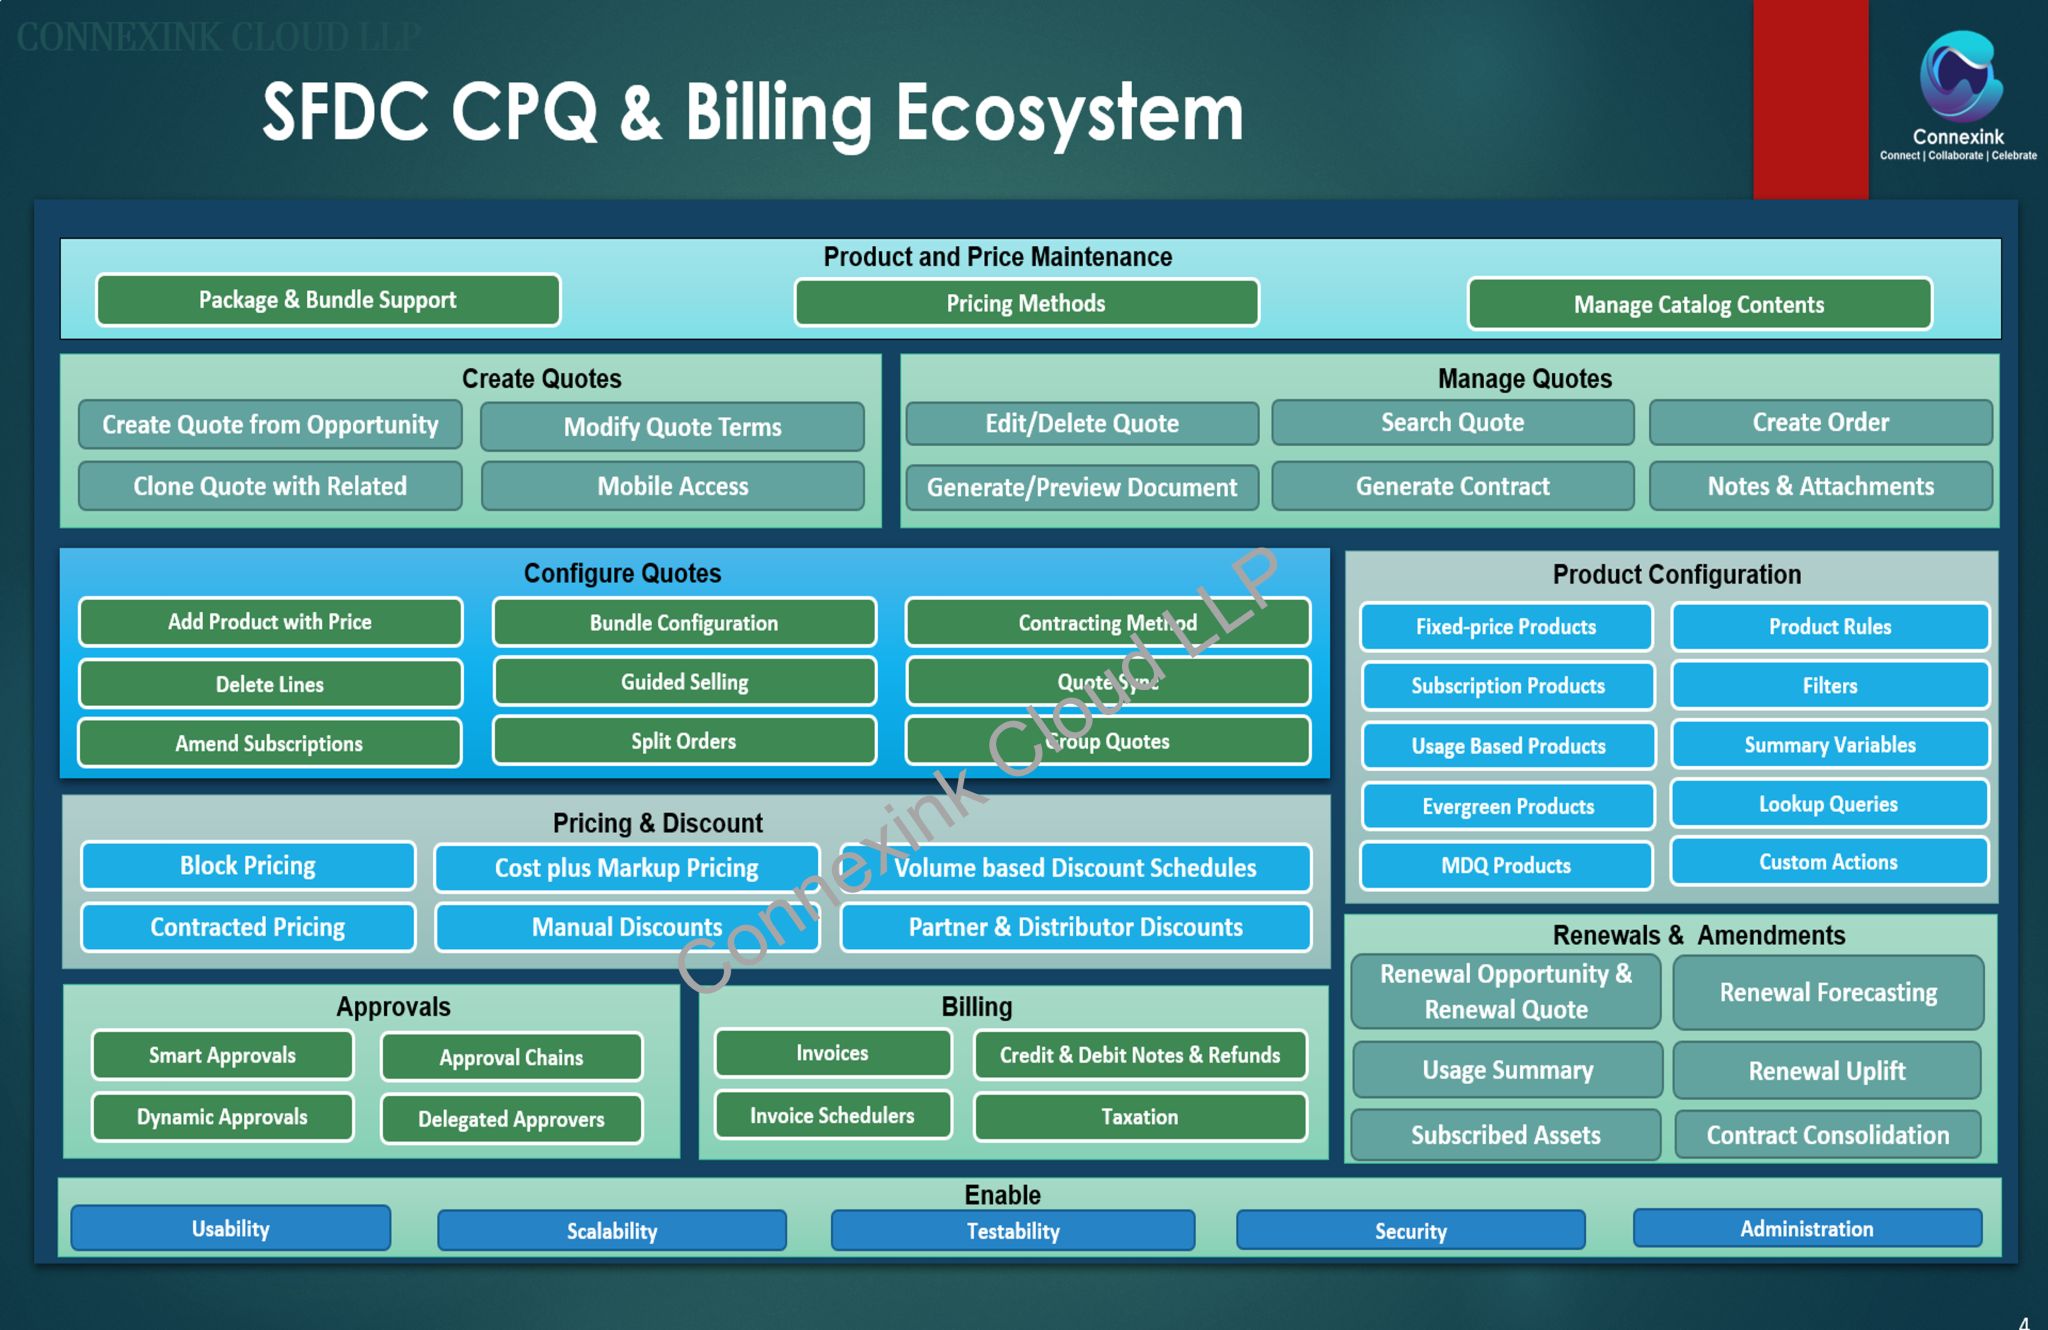 CONNEXINK CLOUD LLP
SFDC CPQ & Billing Ecosystem
Connexink
Connect | Collaborate | Celebrate
Product and Price Maintenance
Package & Bundle Support
Pricing Methods
Manage Catalog Contents
Create Quotes
Create Quote from Opportunity
Modify Quote Terms
Clone Quote with Related
Mobile Access
Manage Quotes
Edit/Delete Quote
Search Quote
Create Order
Generate/Preview Document
Generate Contract
Notes & Attachments
Configure Quotes
Add Product with Price
Bundle Configuration
Contracting Method
Delete Lines
Guided Selling
Quote Sync
Amend Subscriptions
Split Orders
Group Quotes
Product Configuration
Fixed-price Products
Product Rules
Subscription Products
Filters
Usage Based Products
Summary Variables
Evergreen Products
Lookup Queries
MDQ Products
Custom Actions
Pricing & Discount
Block Pricing
Cost plus Markup Pricing
Volume based Discount Schedules
Contracted Pricing
Manual Discounts
Partner & Distributor Discounts
Connexink Cloud LLP
Renewals & Amendments
Renewal Opportunity &
Renewal Quote
Renewal Forecasting
Usage Summary
Renewal Uplift
Subscribed Assets
Contract Consolidation
Approvals
Smart Approvals
Approval Chains
Dynamic Approvals
Delegated Approvers
Billing
Invoices
Credit & Debit Notes & Refunds
Invoice Schedulers
Taxation
Enable
Usability
Scalability
Testability
Security
Administration
4